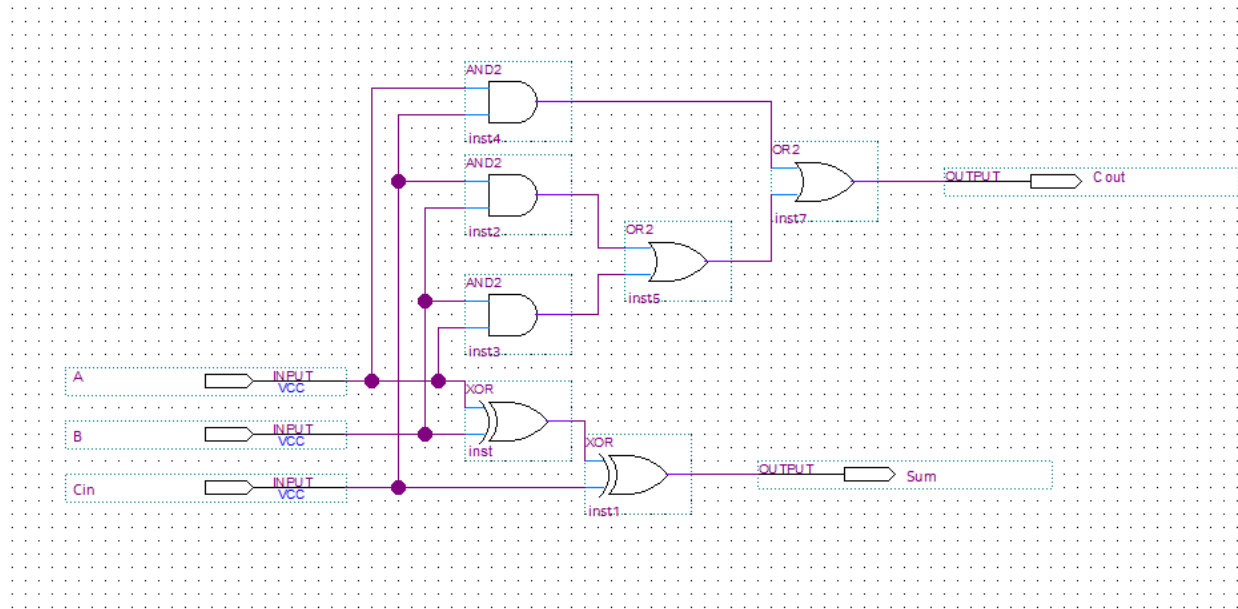 AND2
inst4
AND2
inst2
OR2
inst7
OUTPUT
C out
OR2
inst5
AND2
inst3
A
INPUT
VCC
XOR
inst
B
INPUT
VCC
XOR
inst1
OUTPUT
Sum
Cin
INPUT
VCC